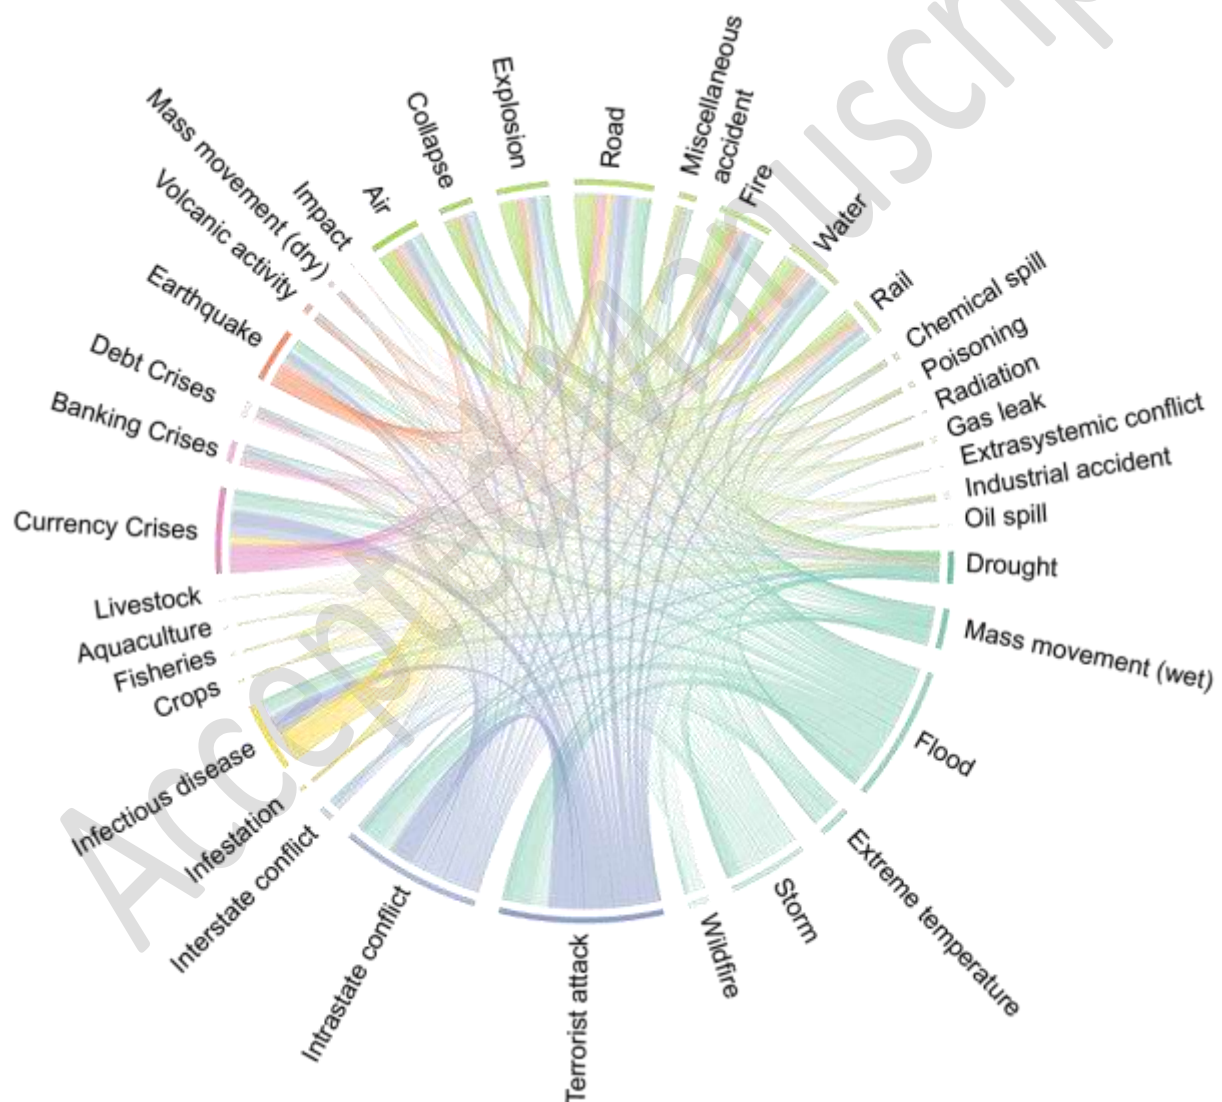 Miscellaneous
accident
Explosion
Road
Collapse
Fire
Air
Water
Impact
Mass movement (dry)
Volcanic activity
Rail
Earthquake
Chemical spill
Debt Crises
Poisoning
Banking Crises
Radiation
Gas leak
Extrasystemic conflict
Industrial accident
Currency Crises
Oil spill
Drought
Livestock
Aquaculture
Fisheries
Crops
Mass movement (wet)
Infectious disease
Flood
Infestation
Interstate conflict
Extreme temperature
Intrastate conflict
Storm
Terrorist attack
Wildfire
Accepted Manuscrip